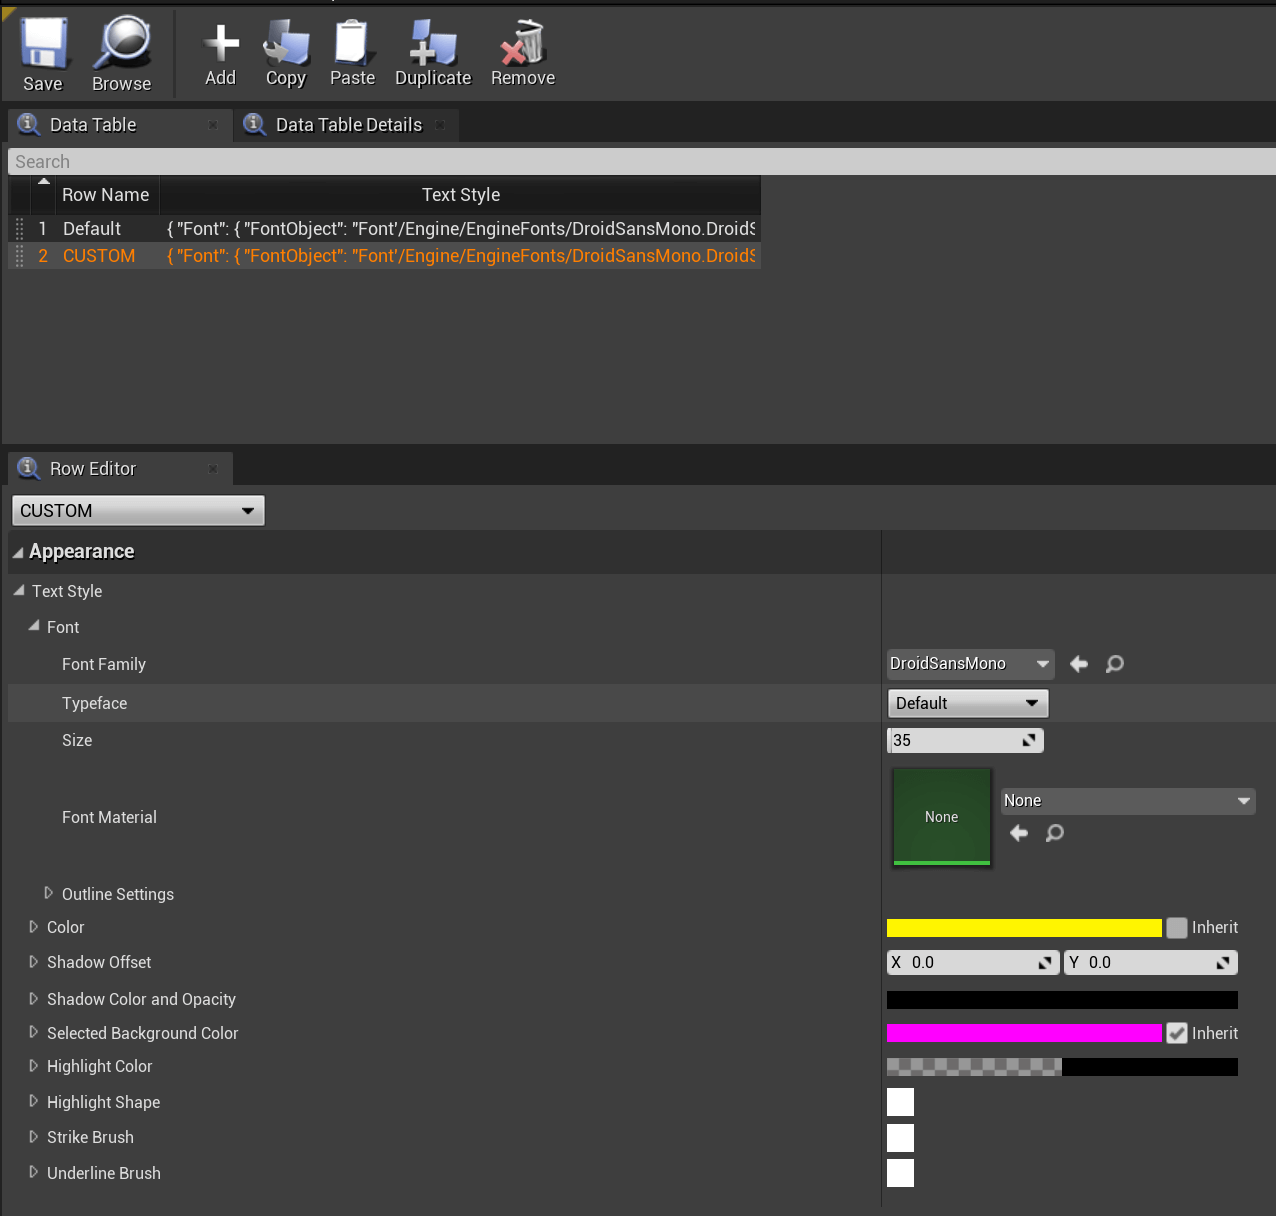 Save Browse Add Copy Paste Duplicate Remove
Data Table Data Table Details
Search
Row Name Text Style
1 Default { "Font": { "FontObject": "Font'/Engine/EngineFonts/DroidSansMono.DroidS
2 CUSTOM { "Font": { "FontObject": "Font'/Engine/EngineFonts/DroidSansMono.DroidS
Row Editor
CUSTOM
Appearance
Text Style
Font
Font Family DroidSansMono
Typeface Default
Size 35
Font Material None None
Outline Settings
Color Inherit
Shadow Offset X 0.0 Y 0.0
Shadow Color and Opacity
Selected Background Color Inherit
Highlight Color
Highlight Shape
Strike Brush
Underline Brush